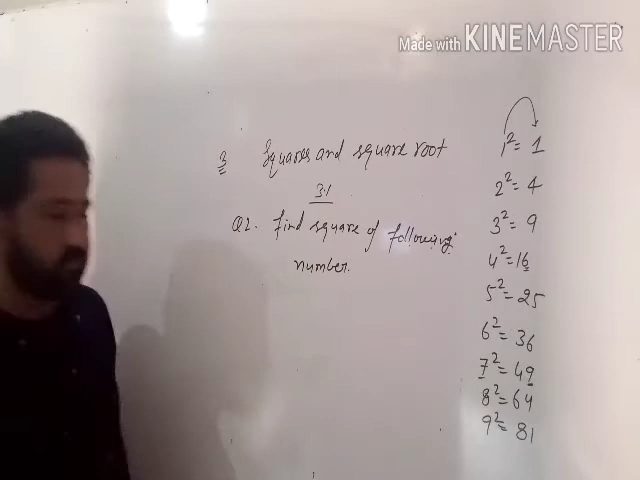 Made with KINEMASTER
3 Squares and square root
3.1
Q2. Find square of following
number.
1²= 1
2²= 4
3²= 9
4²=16
5²= 25
6²= 36
7²= 49
8²= 64
9²= 81